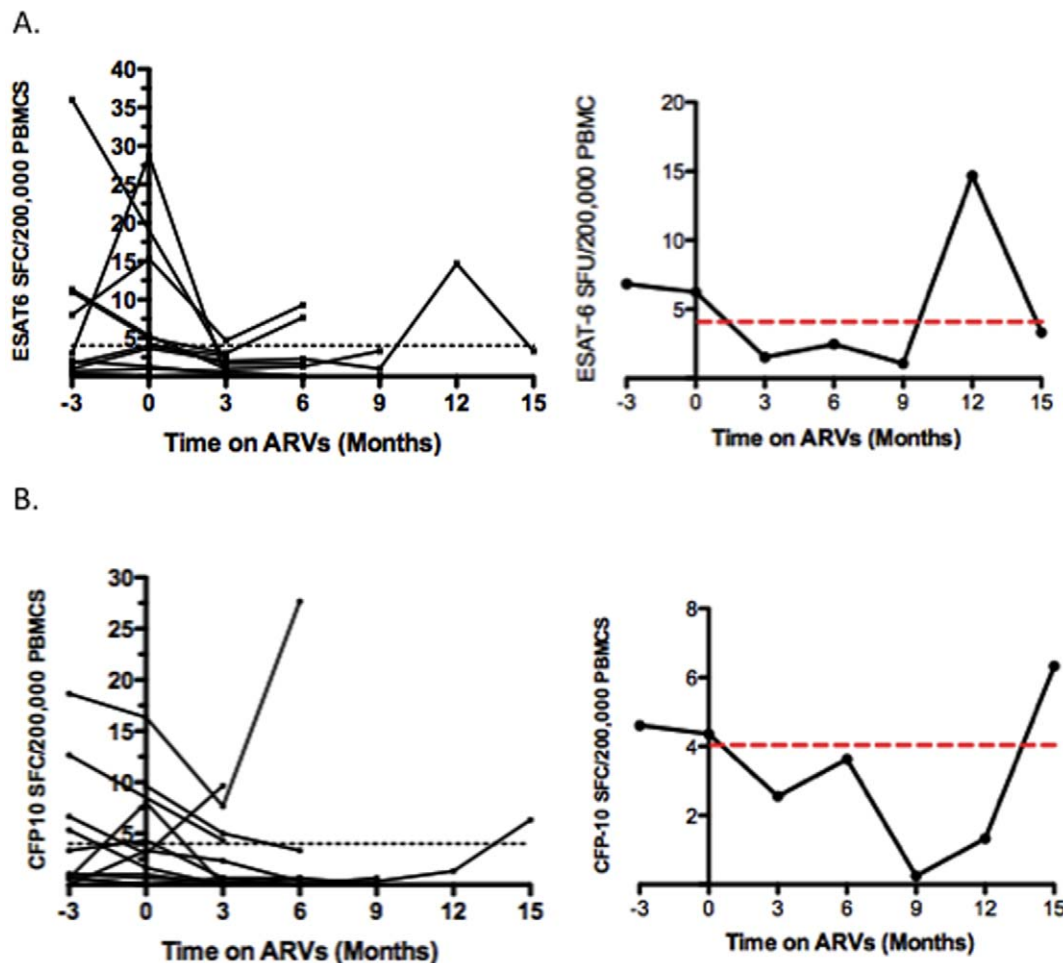 A.
ESAT6 SFC/200,000 PBMCS
40
35
30
25
20
15
10
5
-3 0 3 6 9 12 15
Time on ARVs (Months)
ESAT-6 SFU/200,000 PBMC
20
15
10
5
-3 0 3 6 9 12 15
Time on ARVs (Months)
B.
CFP10 SFC/200,000 PBMCS
30
25
20
15
10
5
-3 0 3 6 9 12 15
Time on ARVs (Months)
CFP-10 SFC/200,000 PBMCS
8
6
4
2
-3 0 3 6 9 12 15
Time on ARVs (Months)